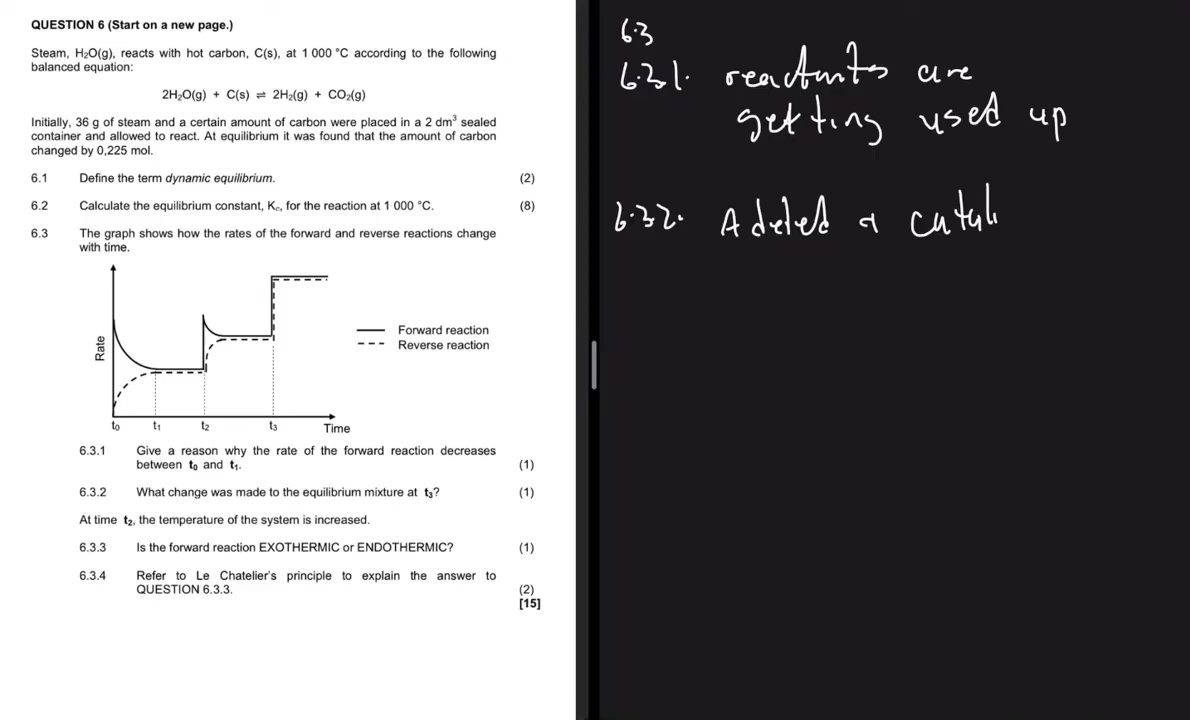 QUESTION 6 (Start on a new page.)
Steam, H₂O(g), reacts with hot carbon, C(s), at 1 000 °C according to the following
balanced equation:
2H₂O(g) + C(s) ⇌ 2H₂(g) + CO₂(g)
Initially, 36 g of steam and a certain amount of carbon were placed in a 2 dm³ sealed
container and allowed to react. At equilibrium it was found that the amount of carbon
changed by 0,225 mol.
6.1 Define the term dynamic equilibrium. (2)
6.2 Calculate the equilibrium constant, Kc, for the reaction at 1 000 °C. (8)
6.3 The graph shows how the rates of the forward and reverse reactions change
with time.
Rate
Forward reaction
Reverse reaction
t₀ t₁ t₂ t₃ Time
6.3.1 Give a reason why the rate of the forward reaction decreases
between t₀ and t₁. (1)
6.3.2 What change was made to the equilibrium mixture at t₃? (1)
At time t₂, the temperature of the system is increased.
6.3.3 Is the forward reaction EXOTHERMIC or ENDOTHERMIC? (1)
6.3.4 Refer to Le Chatelier's principle to explain the answer to
QUESTION 6.3.3. (2)
[15]
6.3
6.3.1. reactants are
getting used up
6.3.2. Added a catal